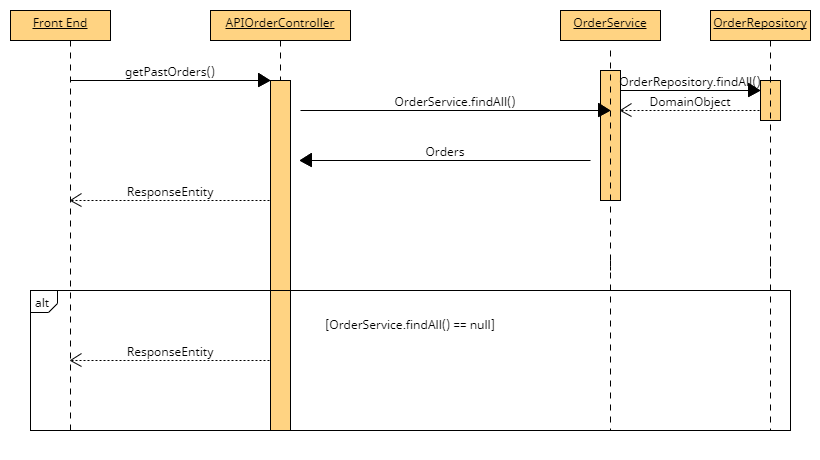 Front End
APIOrderController
OrderService
OrderRepository
getPastOrders()
OrderRepository.findAll()
OrderService.findAll()
DomainObject
Orders
ResponseEntity
alt
[OrderService.findAll() == null]
ResponseEntity